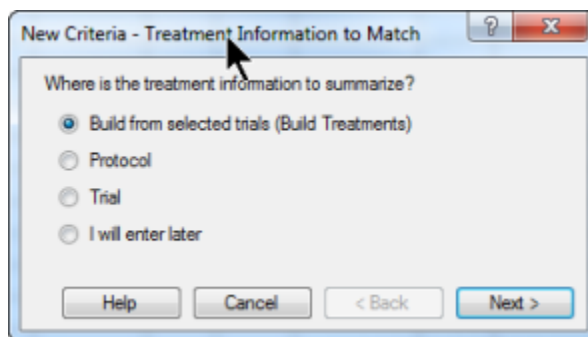 New Criteria - Treatment Information to Match
?
Where is the treatment information to summarize?
Build from selected trials (Build Treatments)
Protocol
Trial
I will enter later
Help Cancel < Back Next >